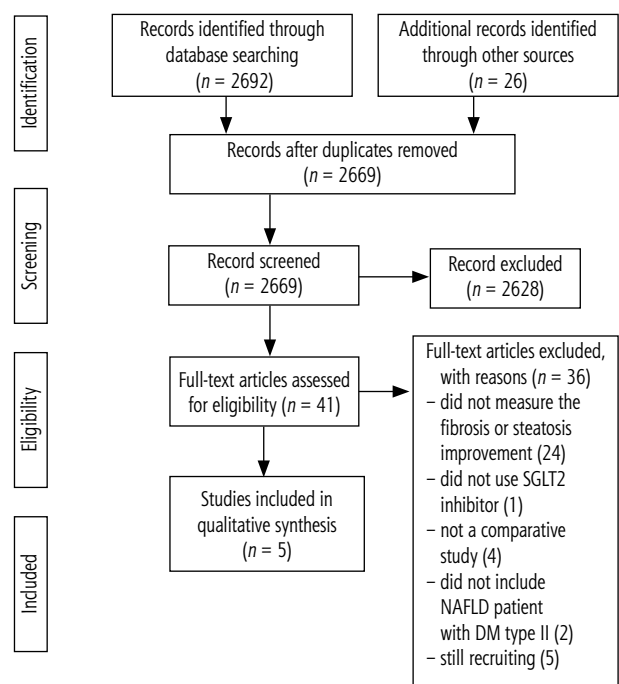 Identification
Records identified through
database searching
(n = 2692)
Additional records identified
through other sources
(n = 26)
Records after duplicates removed
(n = 2669)
Screening
Record screened
(n = 2669)
Record excluded
(n = 2628)
Eligibility
Full-text articles assessed
for eligibility (n = 41)
Full-text articles excluded,
with reasons (n = 36)
– did not measure the
fibrosis or steatosis
improvement (24)
– did not use SGLT2
inhibitor (1)
– not a comparative
study (4)
– did not include
NAFLD patient
with DM type II (2)
– still recruiting (5)
Included
Studies included in
qualitative synthesis
(n = 5)